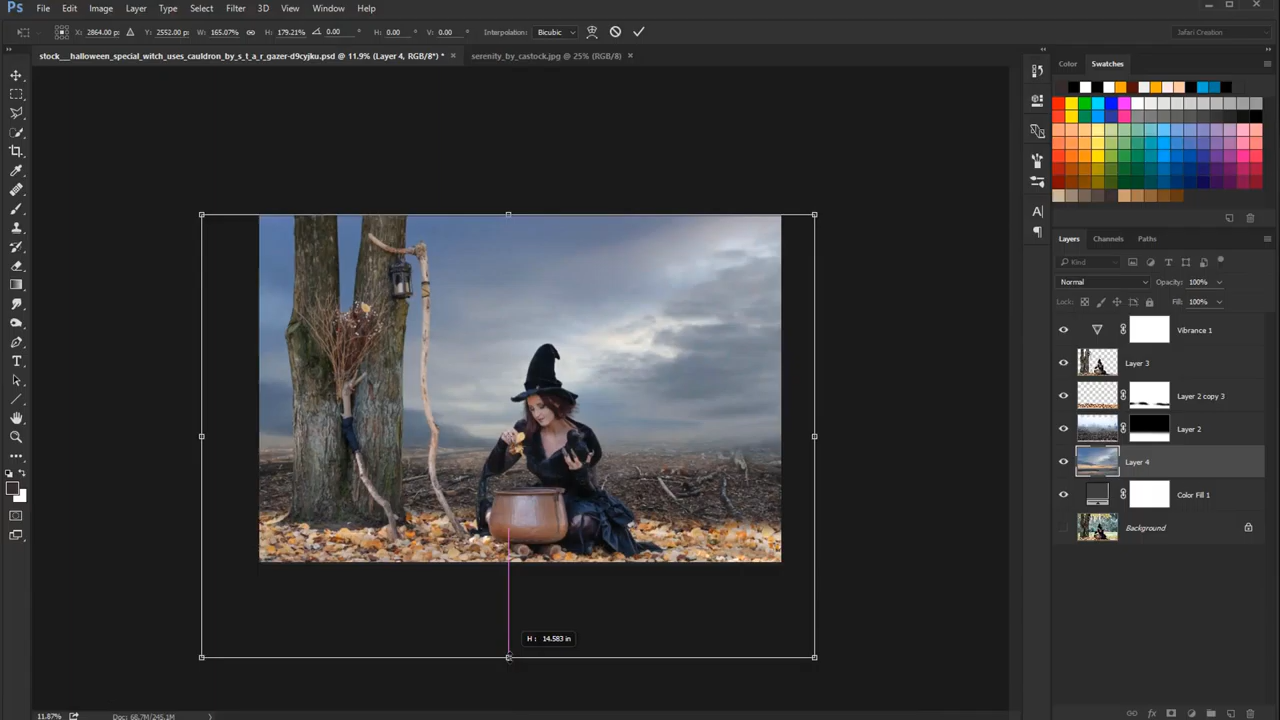 Ps File Edit Image Layer Type Select Filter 3D View Window Help
X: 2864.00 px Y: 2552.00 px W: 165.07% H: 179.21% 0.00 ° H: 0.00 ° V: 0.00 ° Interpolation: Bicubic Jafari Creation
stock___halloween_special_witch_uses_cauldron_by_s_t_a_r_gazer-d9cyjku.psd @ 11.9% (Layer 4, RGB/8*) * × serenity_by_castock.jpg @ 25% (RGB/8) ×
Color Swatches
Layers Channels Paths
Kind
Normal Opacity: 100%
Lock: Fill: 100%
Vibrance 1
Layer 3
Layer 2 copy 3
Layer 2
Layer 4
Color Fill 1
Background
H : 14.583 in
11.87% Doc: 68.7M/245.1M